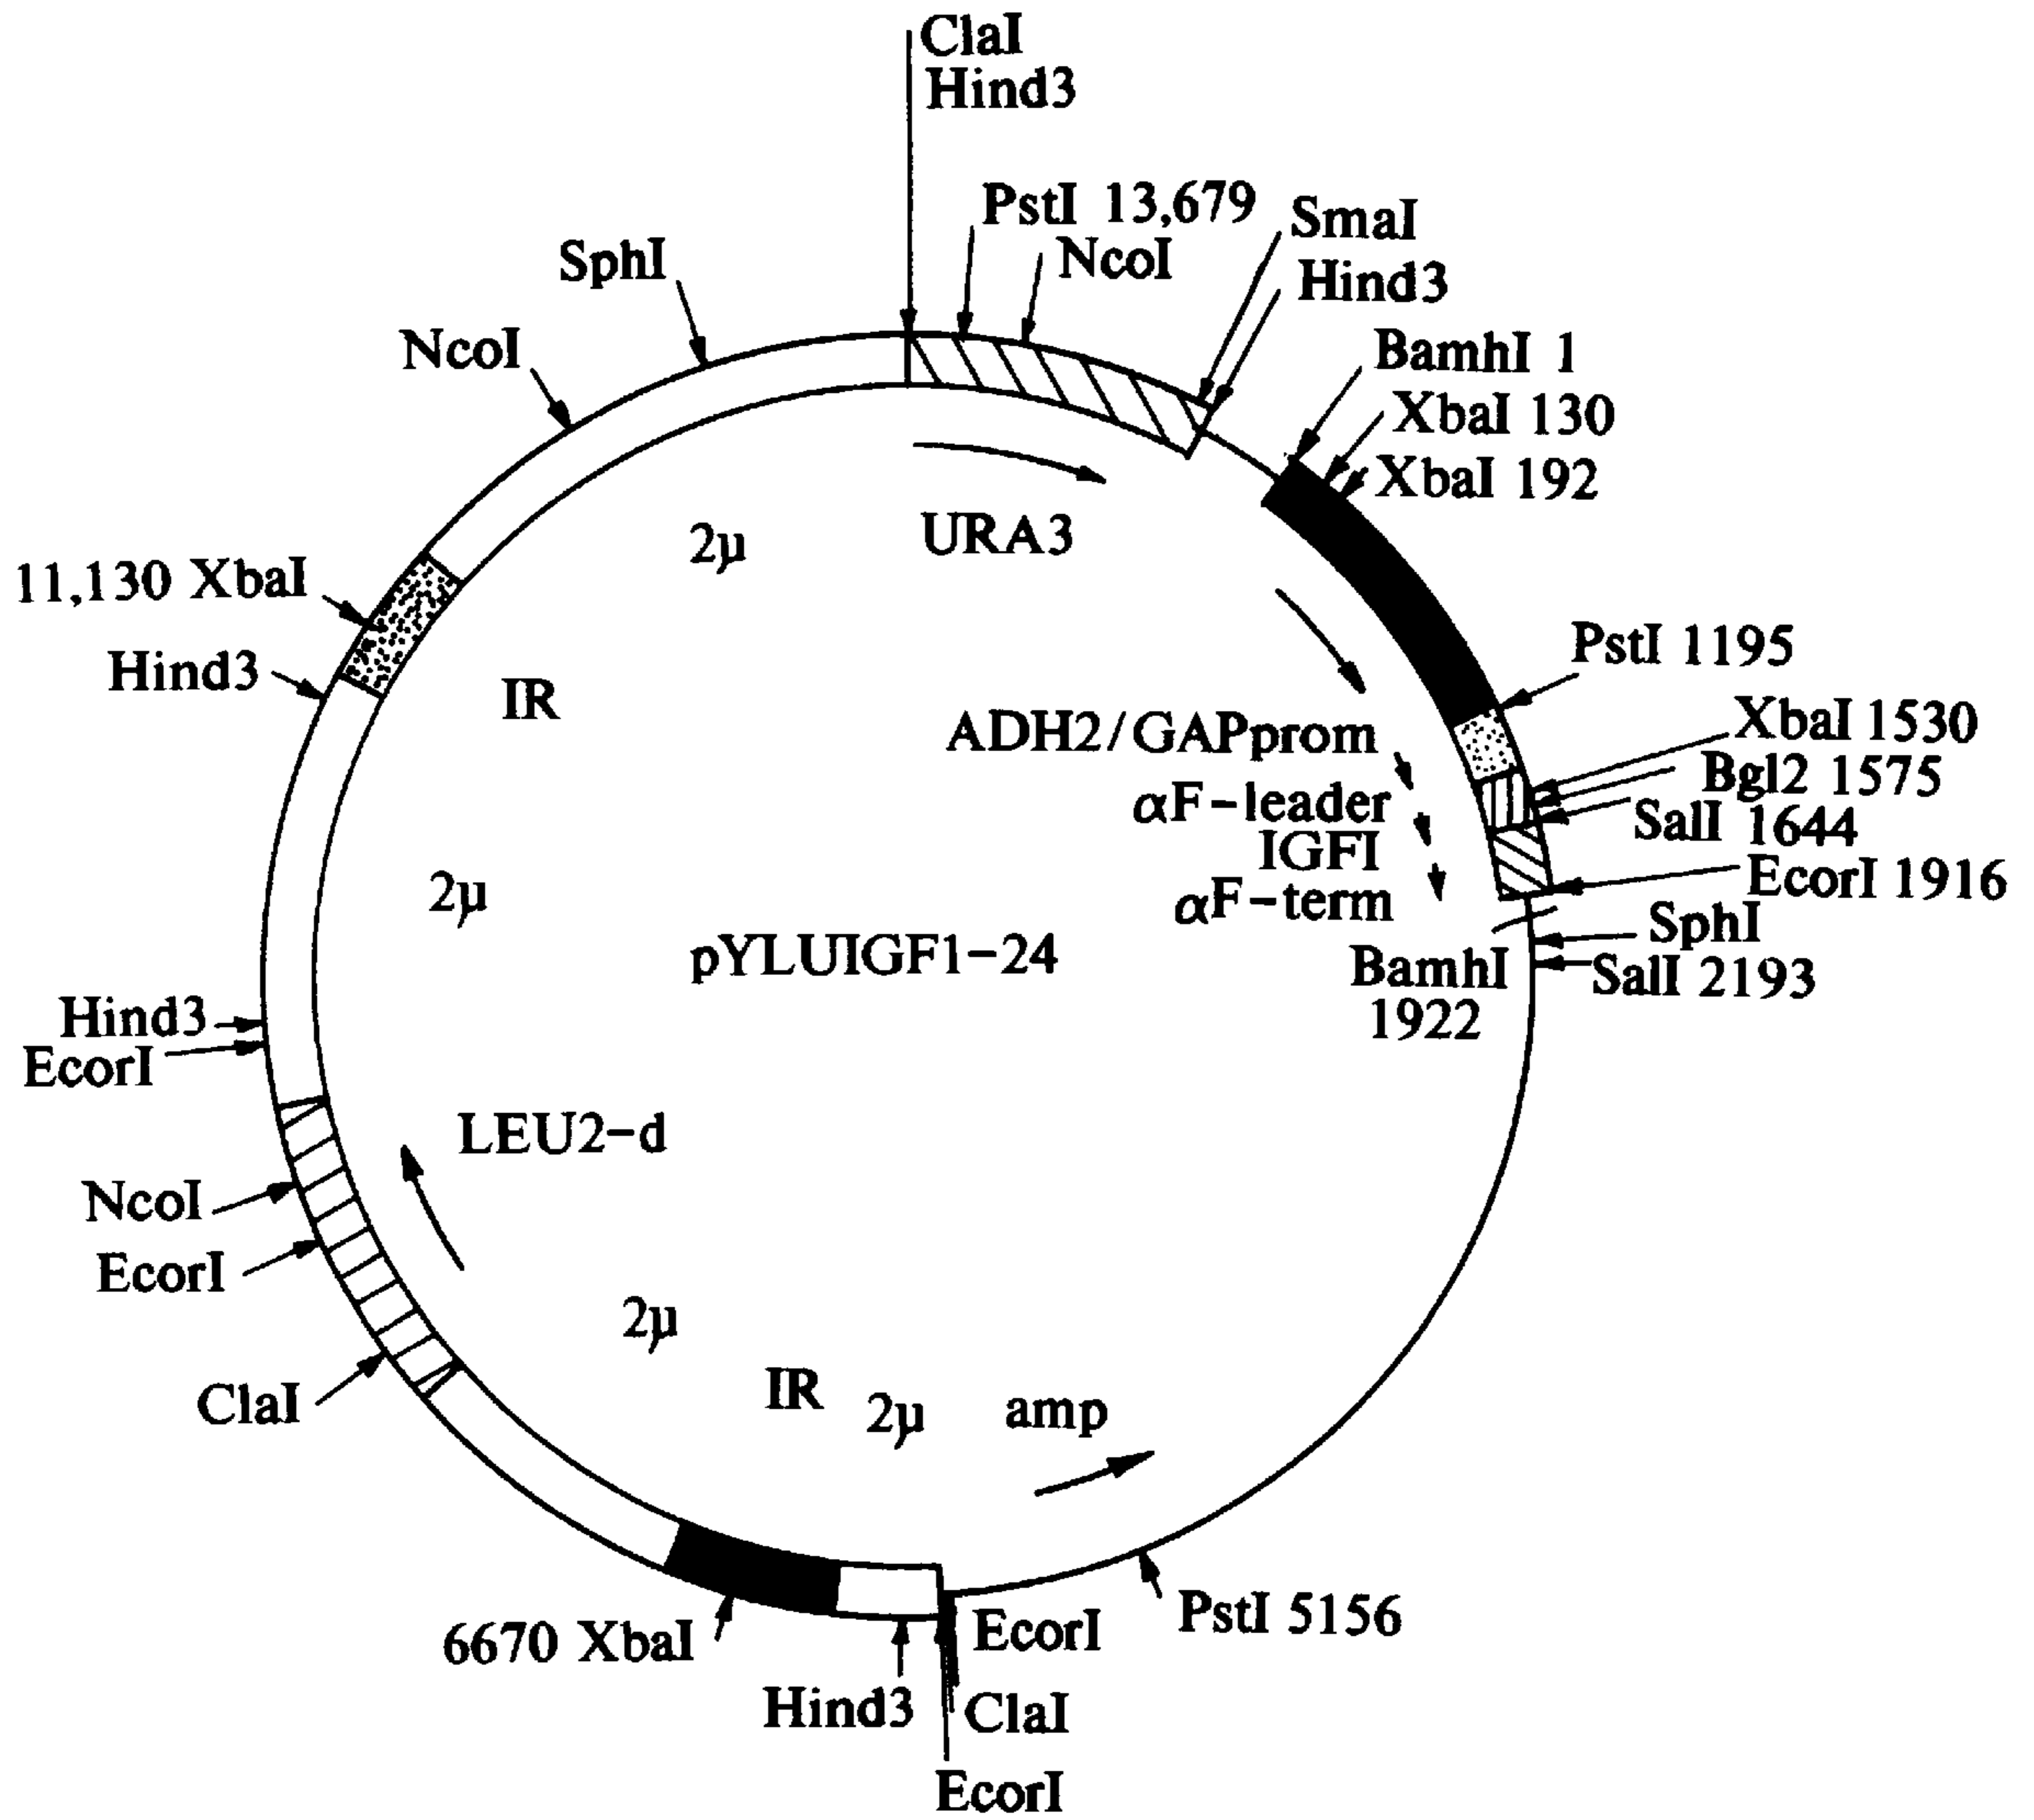 ClaI
Hind3
PstI 13,679
NcoI
SmaI
Hind3
BamhI 1
XbaI 130
XbaI 192
SphI
NcoI
11,130 XbaI
Hind3
2µ
URA3
IR
PstI 1195
XbaI 1530
Bgl2 1575
SalI 1644
EcorI 1916
SphI
SalI 2193
ADH2/GAPprom
αF-leader
IGFI
αF-term
BamhI
1922
2µ
pYLUIGF1-24
Hind3
EcorI
LEU2-d
NcoI
EcorI
ClaI
2µ
IR
2µ
amp
6670 XbaI
Hind3
EcorI
ClaI
EcorI
PstI 5156